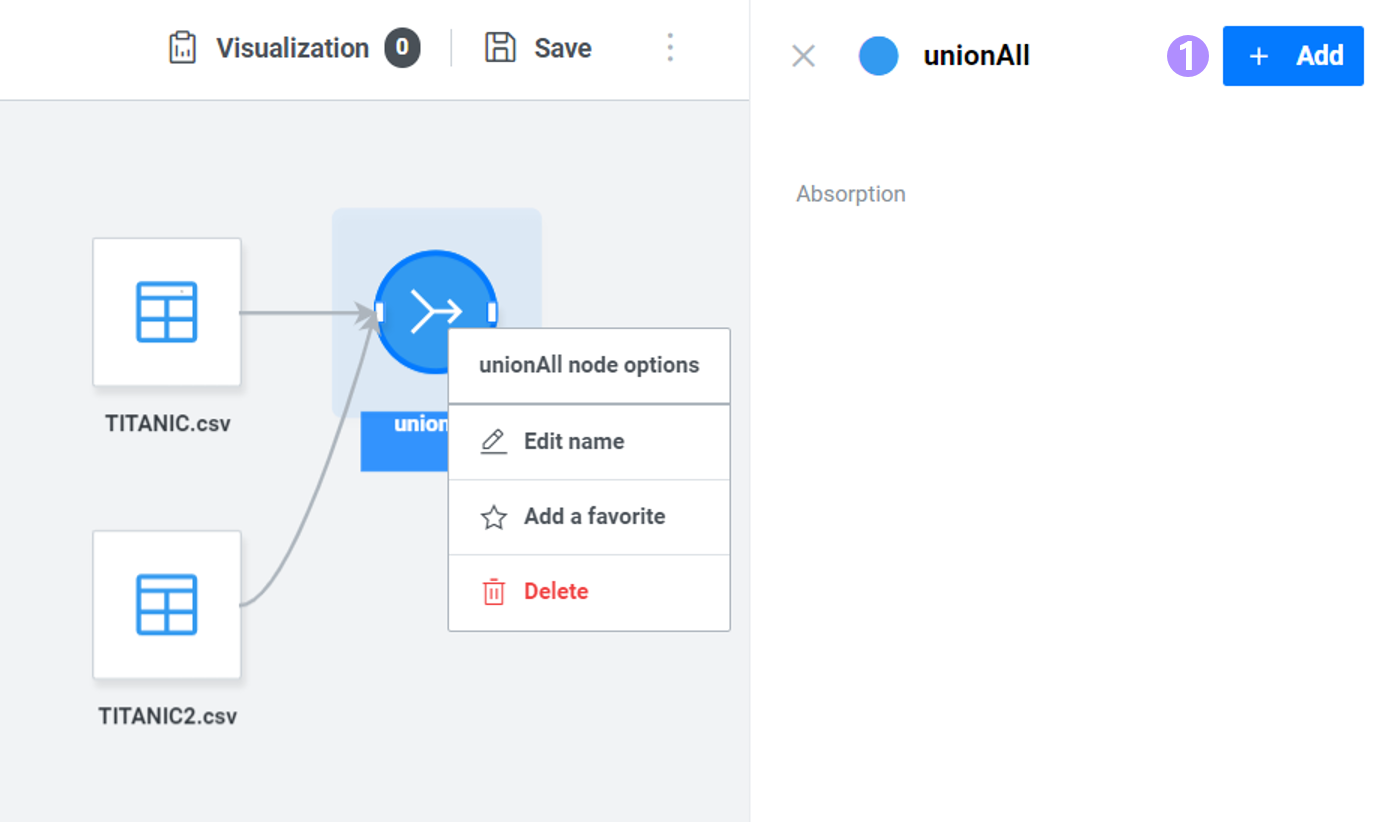 Visualization 0
Save
unionAll
1
+ Add
Absorption
TITANIC.csv
union
unionAll node options
Edit name
Add a favorite
Delete
TITANIC2.csv